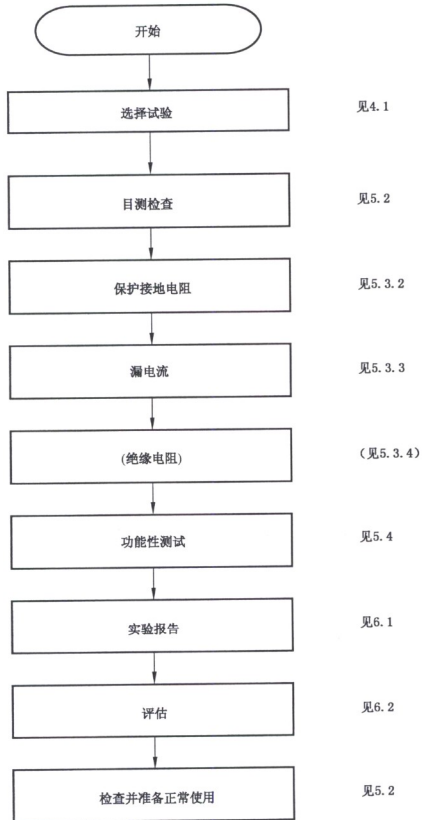 开始
选择试验 见4.1
目测检查 见5.2
保护接地电阻 见5.3.2
漏电流 见5.3.3
(绝缘电阻) (见5.3.4)
功能性测试 见5.4
实验报告 见6.1
评估 见6.2
检查并准备正常使用 见5.2